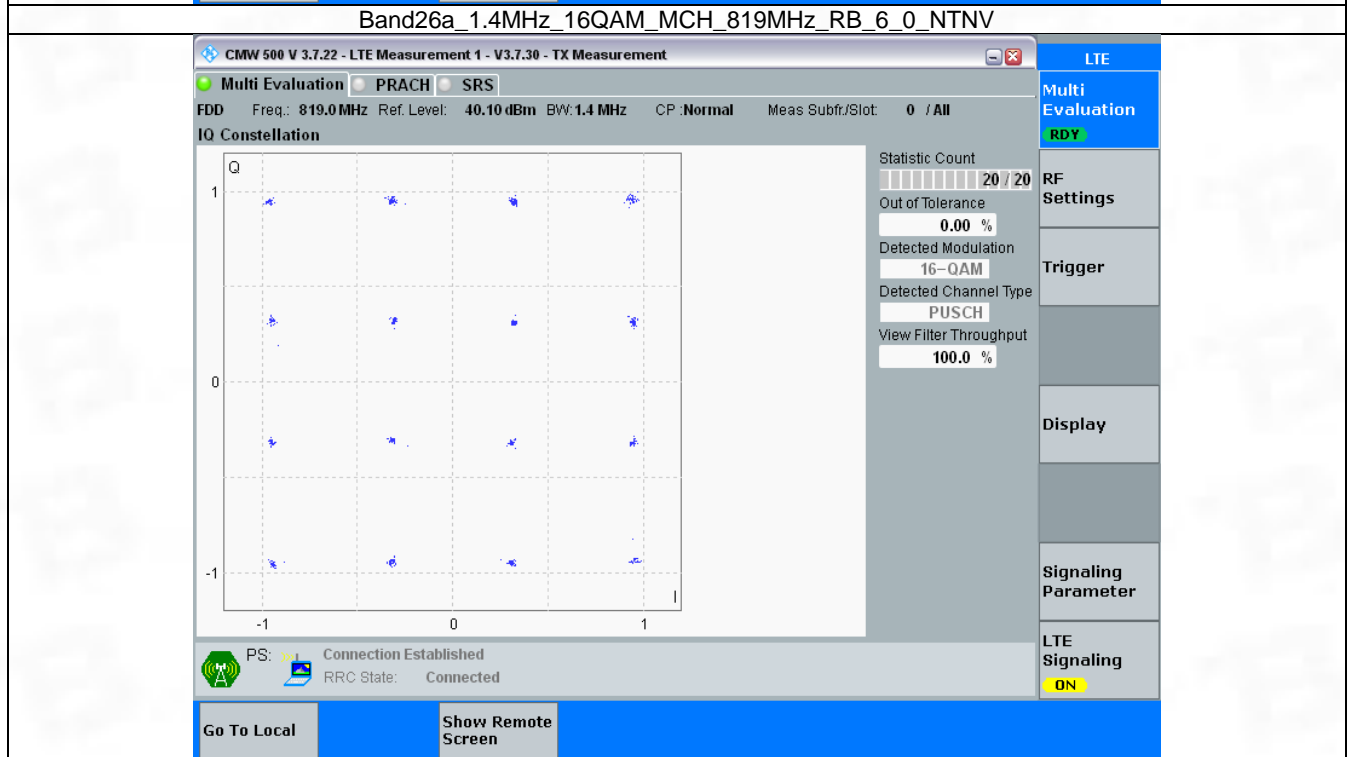 Band26a_1.4MHz_16QAM_MCH_819MHz_RB_6_0_NTNV
CMW 500 V 3.7.22 - LTE Measurement 1 - V3.7.30 - TX Measurement
LTE
Multi Evaluation PRACH SRS
FDD Freq.: 819.0 MHz Ref. Level: 40.10 dBm BW: 1.4 MHz CP :Normal Meas Subfr./Slot: 0 / All
IQ Constellation
Q
1
0
-1
-1 0 1
I
Statistic Count
20 / 20
Out of Tolerance
0.00 %
Detected Modulation
16-QAM
Detected Channel Type
PUSCH
View Filter Throughput
100.0 %
Multi
Evaluation
RDY
RF
Settings
Trigger
Display
Signaling
Parameter
LTE
Signaling
ON
PS: Connection Established
RRC State: Connected
Go To Local
Show Remote
Screen